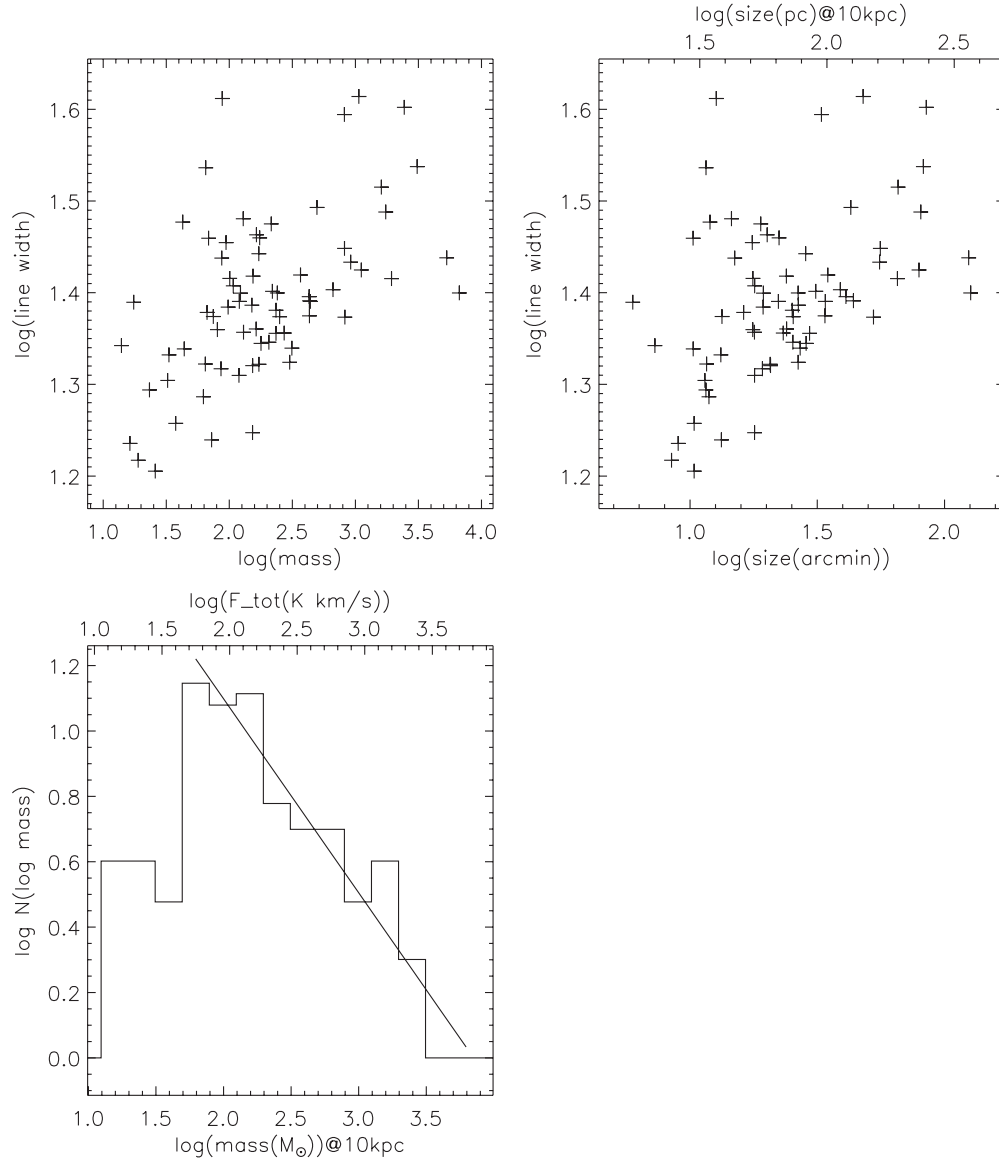 log(size(pc)@10kpc)
1.5 2.0 2.5
1.6
1.5
1.4
1.3
1.2
log(line width)
1.0 1.5 2.0 2.5 3.0 3.5 4.0
log(mass)
1.6
1.5
1.4
1.3
1.2
log(line width)
1.0 1.5 2.0
log(size(arcmin))
log(F_tot(K km/s))
1.0 1.5 2.0 2.5 3.0 3.5
1.2
1.0
0.8
0.6
0.4
0.2
0.0
log N(log mass)
1.0 1.5 2.0 2.5 3.0 3.5
log(mass(M☉))@10kpc